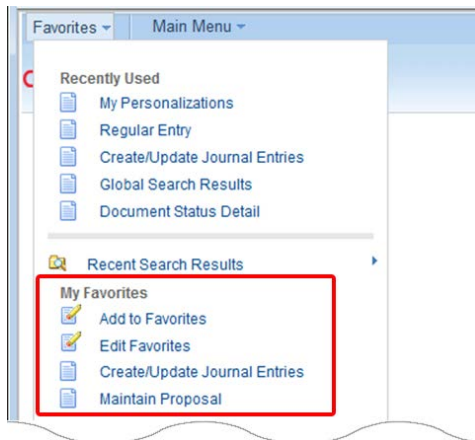 Favorites Main Menu
Recently Used
My Personalizations
Regular Entry
Create/Update Journal Entries
Global Search Results
Document Status Detail
Recent Search Results
My Favorites
Add to Favorites
Edit Favorites
Create/Update Journal Entries
Maintain Proposal